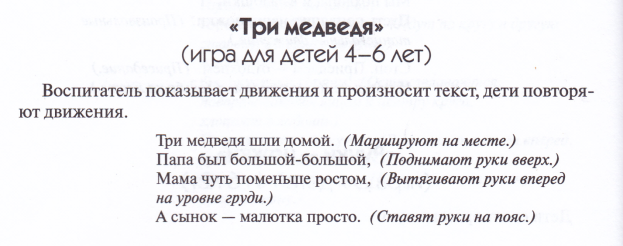 «Три медведя»
(игра для детей 4–6 лет)
Воспитатель показывает движения и произносит текст, дети повторя-
ют движения.
Три медведя шли домой. (Маршируют на месте.)
Папа был большой-большой, (Поднимают руки вверх.)
Мама чуть поменьше ростом, (Вытягивают руки вперед
на уровне груди.)
А сынок — малютка просто. (Ставят руки на пояс.)